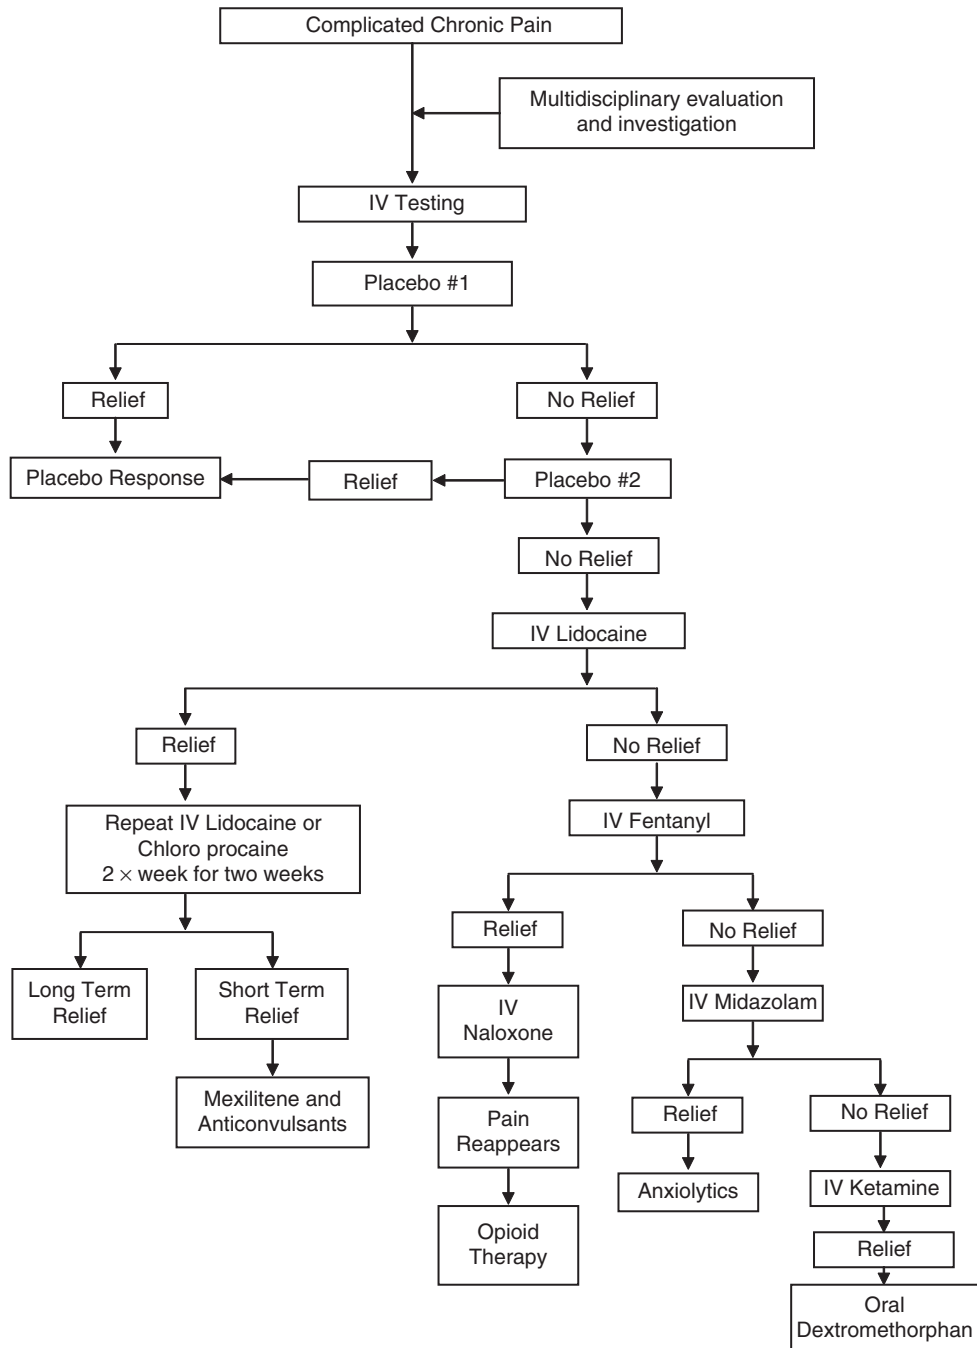 Complicated Chronic Pain
Multidisciplinary evaluation
and investigation
IV Testing
Placebo #1
Relief
No Relief
Placebo Response
Relief
Placebo #2
No Relief
IV Lidocaine
Relief
No Relief
Repeat IV Lidocaine or
Chloro procaine
2 × week for two weeks
IV Fentanyl
Relief
No Relief
Long Term
Relief
Short Term
Relief
IV
Naloxone
IV Midazolam
Mexilitene and
Anticonvulsants
Pain
Reappears
Relief
No Relief
Anxiolytics
IV Ketamine
Opioid
Therapy
Relief
Oral
Dextromethorphan